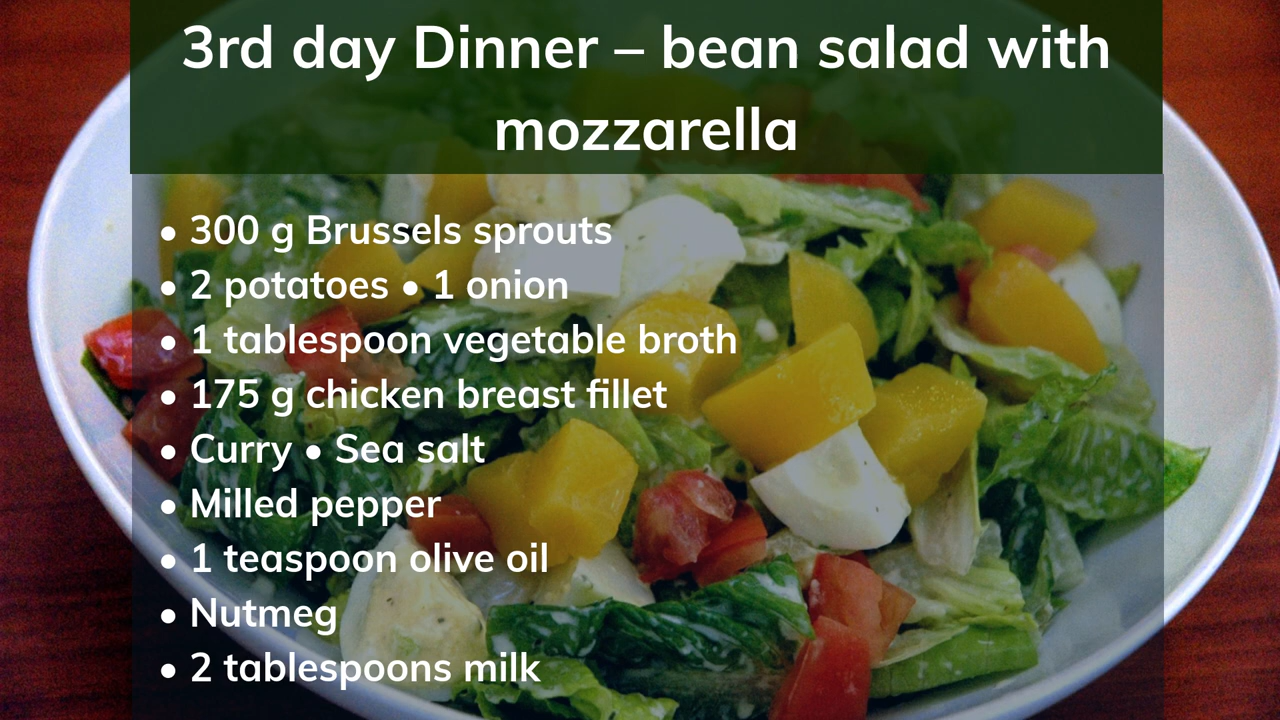 3rd day Dinner – bean salad with
mozzarella
• 300 g Brussels sprouts
• 2 potatoes • 1 onion
• 1 tablespoon vegetable broth
• 175 g chicken breast fillet
• Curry • Sea salt
• Milled pepper
• 1 teaspoon olive oil
• Nutmeg
• 2 tablespoons milk